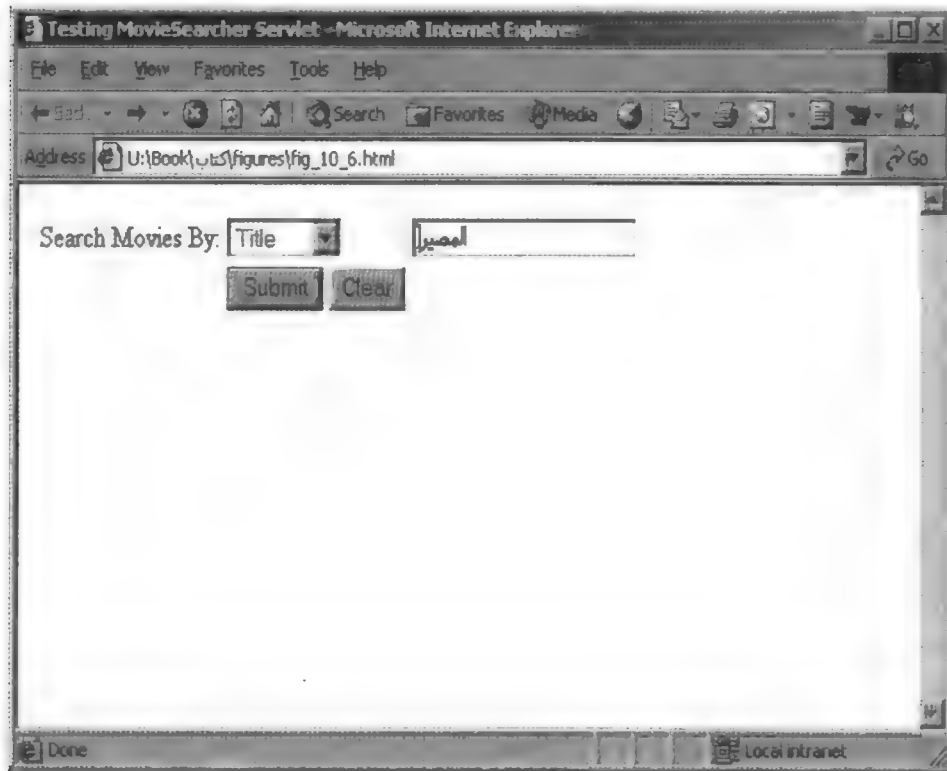 Testing MovieSearcher Servlet - Microsoft Internet Explorer
File Edit View Favorites Tools Help
Back Search Favorites Media
Address U:\Book\كتاب\figures\fig_10_6.html Go
Search Movies By: Title المصير
Submit Clear
Done Local intranet